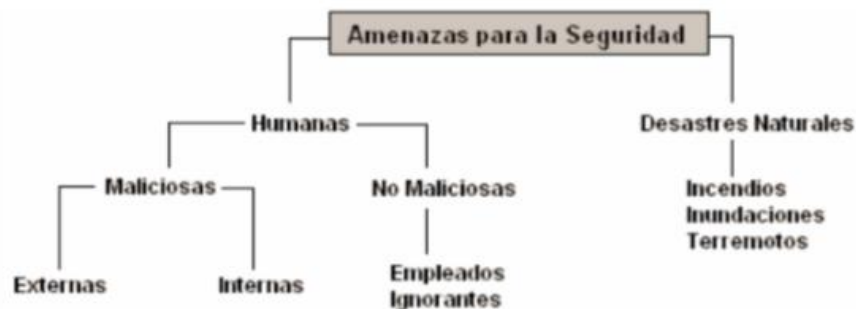 Amenazas para la Seguridad
Humanas
Desastres Naturales
Maliciosas
No Maliciosas
Incendios
Inundaciones
Terremotos
Externas
Internas
Empleados
Ignorantes